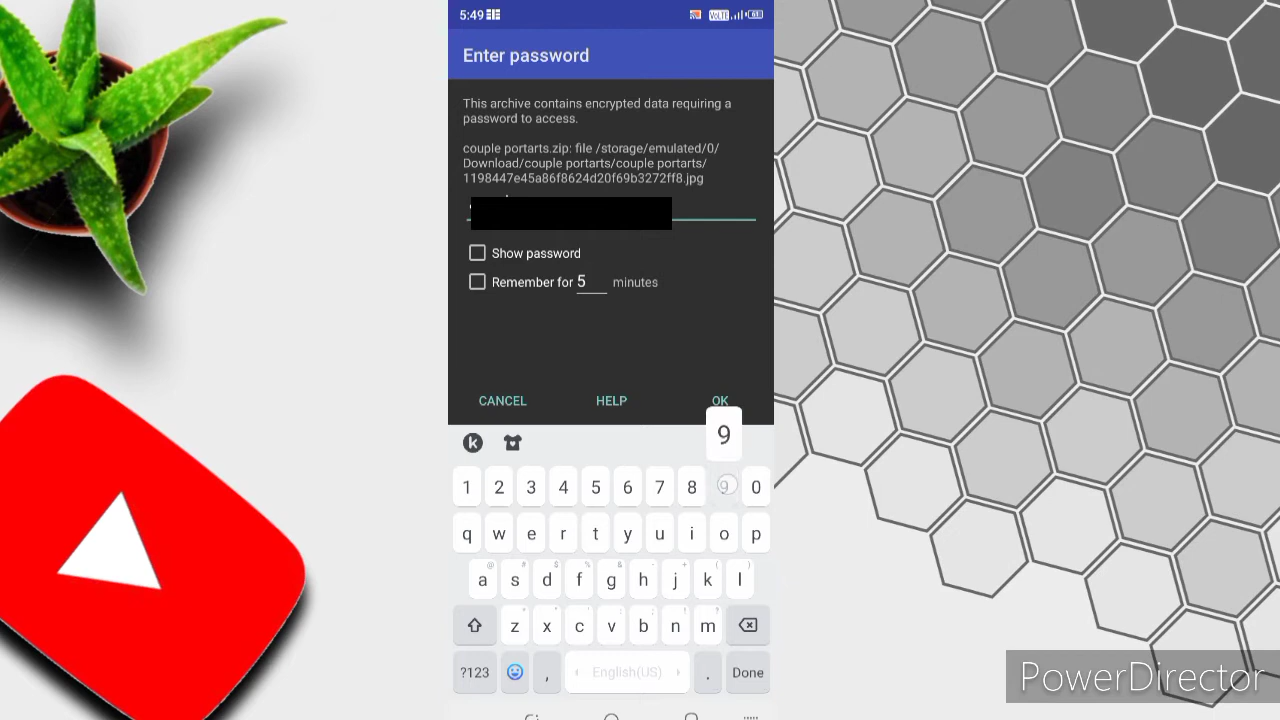 5:49
VoLTE
61
Enter password
This archive contains encrypted data requiring a
password to access.
couple portarts.zip: file /storage/emulated/0/
Download/couple portarts/couple portarts/
1198447e45a86f8624d20f69b3272ff8.jpg
Show password
Remember for 5 minutes
CANCEL HELP OK
9
1 2 3 4 5 6 7 8 9 0
q w e r t y u i o p
a s d f g h j k l
z x c v b n m
?123 , English(US) . Done
PowerDirector